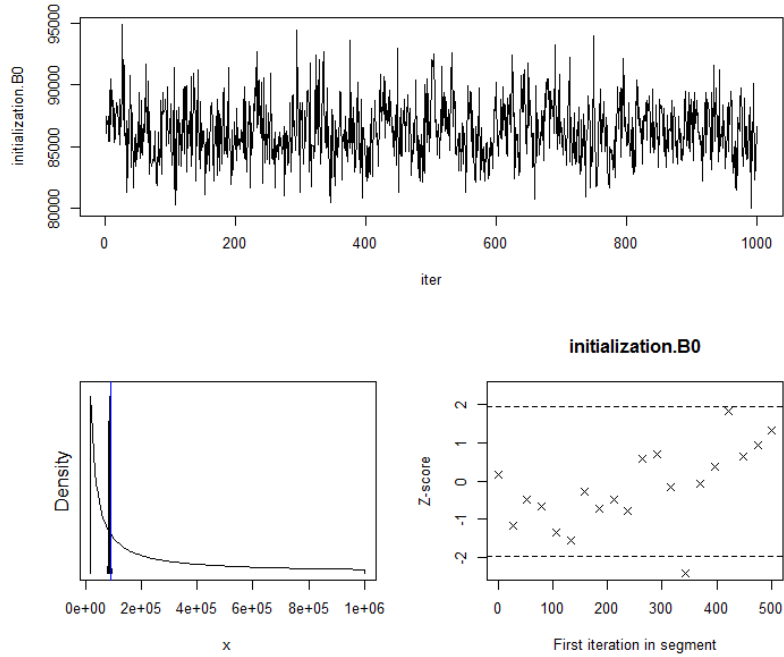 initialization.B0
80000 85000 90000 95000
0 200 400 600 800 1000
iter
Density
0e+00 2e+05 4e+05 6e+05 8e+05 1e+06
x
initialization.B0
Z-score
-2 -1 0 1 2
0 100 200 300 400 500
First iteration in segment